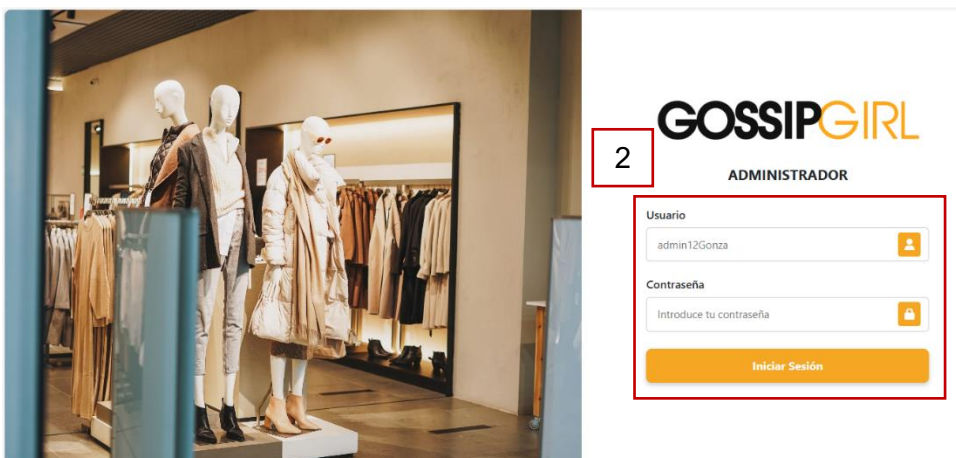 GOSSIPGIRL
2
ADMINISTRADOR
Usuario
admin12Gonza
Contraseña
Introduce tu contraseña
Iniciar Sesión